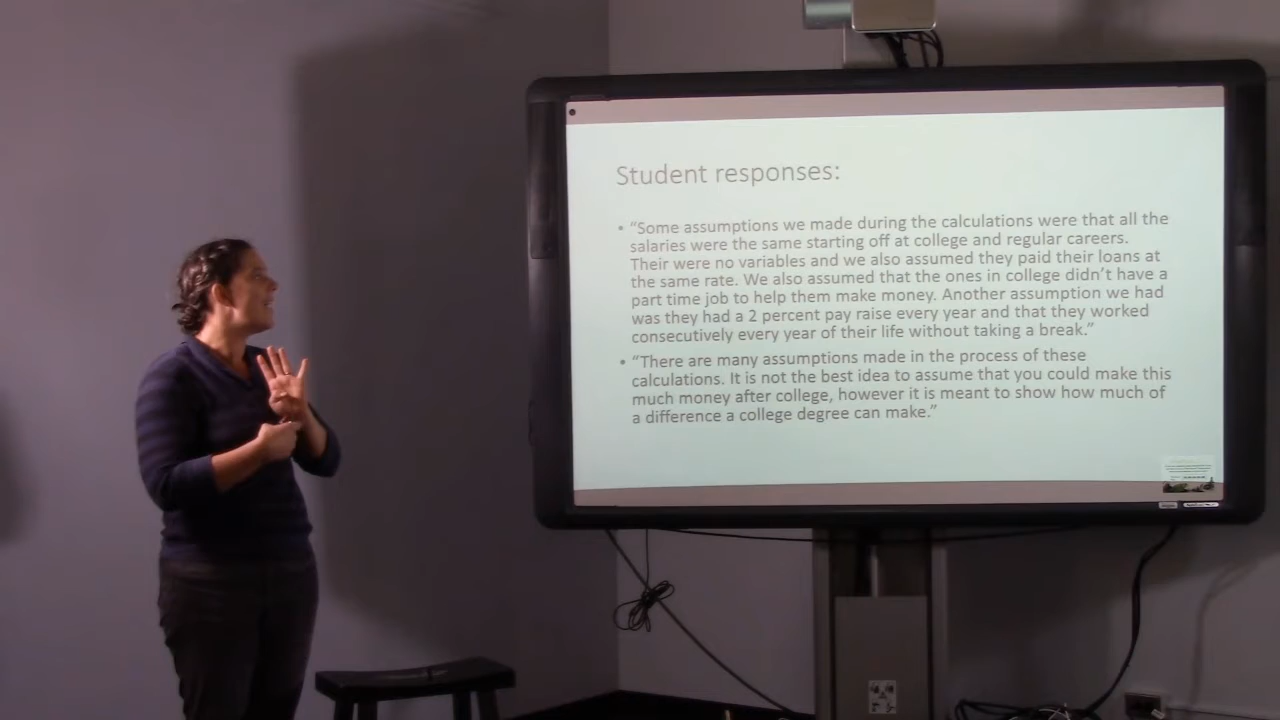 Student responses:
• “Some assumptions we made during the calculations were that all the
salaries were the same starting off at college and regular careers.
Their were no variables and we also assumed they paid their loans at
the same rate. We also assumed that the ones in college didn’t have a
part time job to help them make money. Another assumption we had
was they had a 2 percent pay raise every year and that they worked
consecutively every year of their life without taking a break.”
• “There are many assumptions made in the process of these
calculations. It is not the best idea to assume that you could make this
much money after college, however it is meant to show how much of
a difference a college degree can make.”